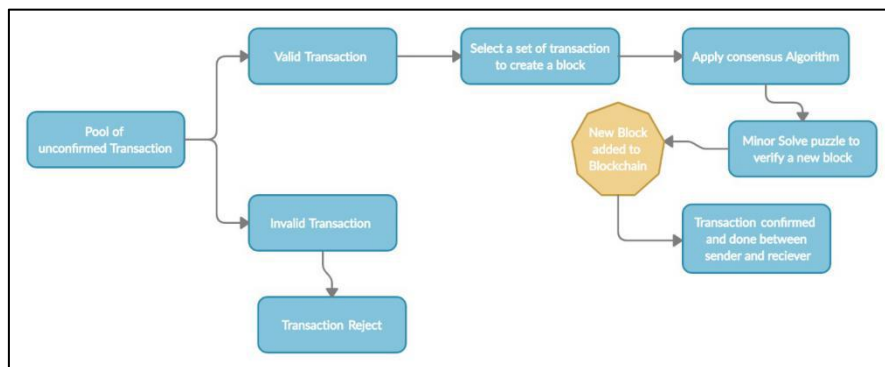 Valid Transaction
Select a set of transaction
to create a block
Apply consensus Algorithm
Pool of
unconfirmed Transaction
New Block
added to
Blockchain
Minor Solve puzzle to
verify a new block
Invalid Transaction
Transaction confirmed
and done between
sender and reciever
Transaction Reject